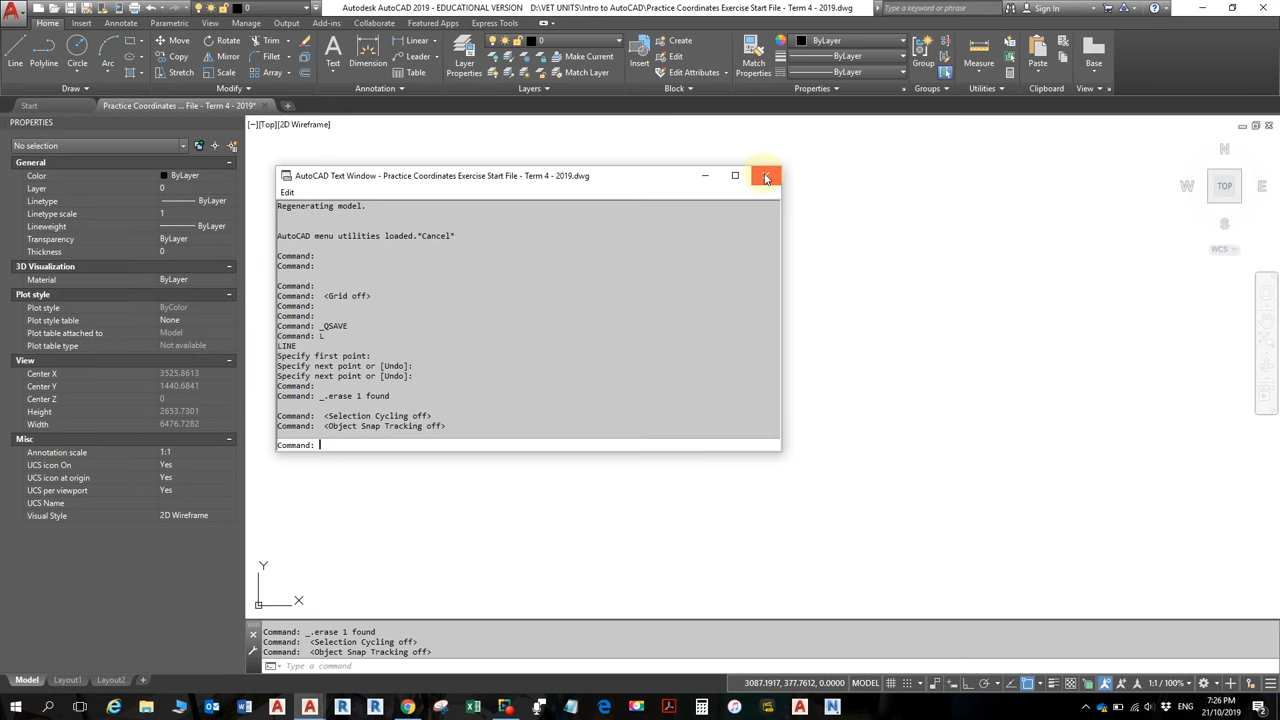 Autodesk AutoCAD 2019 - EDUCATIONAL VERSION D:\VET UNITS\Intro to AutoCAD\Practice Coordinates Exercise Start File - Term 4 - 2019.dwg
Type a keyword or phrase
Sign In
0
Home Insert Annotate Parametric View Manage Output Add-ins Collaborate Featured Apps Express Tools
Line Polyline Circle Arc
Move Rotate Trim
Copy Mirror Fillet
Stretch Scale Array
Text Dimension
Linear
Leader
Table
Layer Properties
0
Make Current
Match Layer
Insert
Create
Edit
Edit Attributes
Match Properties
ByLayer
ByLayer
ByLayer
Group
Measure
Paste
Base
Draw Modify Annotation Layers Block Properties Groups Utilities Clipboard View
Start Practice Coordinates ... File - Term 4 - 2019*
PROPERTIES
No selection
General
Color ByLayer
Layer 0
Linetype ByLayer
Linetype scale 1
Lineweight ByLayer
Transparency ByLayer
Thickness 0
3D Visualization
Material ByLayer
Plot style
Plot style ByColor
Plot style table None
Plot table attached to Model
Plot table type Not available
View
Center X 3525.8613
Center Y 1440.6841
Center Z 0
Height 2653.7301
Width 6476.7282
Misc
Annotation scale 1:1
UCS icon On Yes
UCS icon at origin Yes
UCS per viewport Yes
UCS Name
Visual Style 2D Wireframe
[−][Top][2D Wireframe]
N
W TOP E
S
WCS
AutoCAD Text Window - Practice Coordinates Exercise Start File - Term 4 - 2019.dwg
Edit
Regenerating model.
AutoCAD menu utilities loaded.*Cancel*
Command:
Command:
Command:
Command: <Grid off>
Command:
Command:
Command: _QSAVE
Command: L
LINE
Specify first point:
Specify next point or [Undo]:
Specify next point or [Undo]:
Command:
Command: _.erase 1 found
Command: <Selection Cycling off>
Command: <Object Snap Tracking off>
Command:
Y
X
Command: _.erase 1 found
Command: <Selection Cycling off>
Command: <Object Snap Tracking off>
Type a command
Model Layout1 Layout2
3087.1917, 377.7612, 0.0000 MODEL
1:1 / 100%
ENG
7:26 PM
21/10/2019